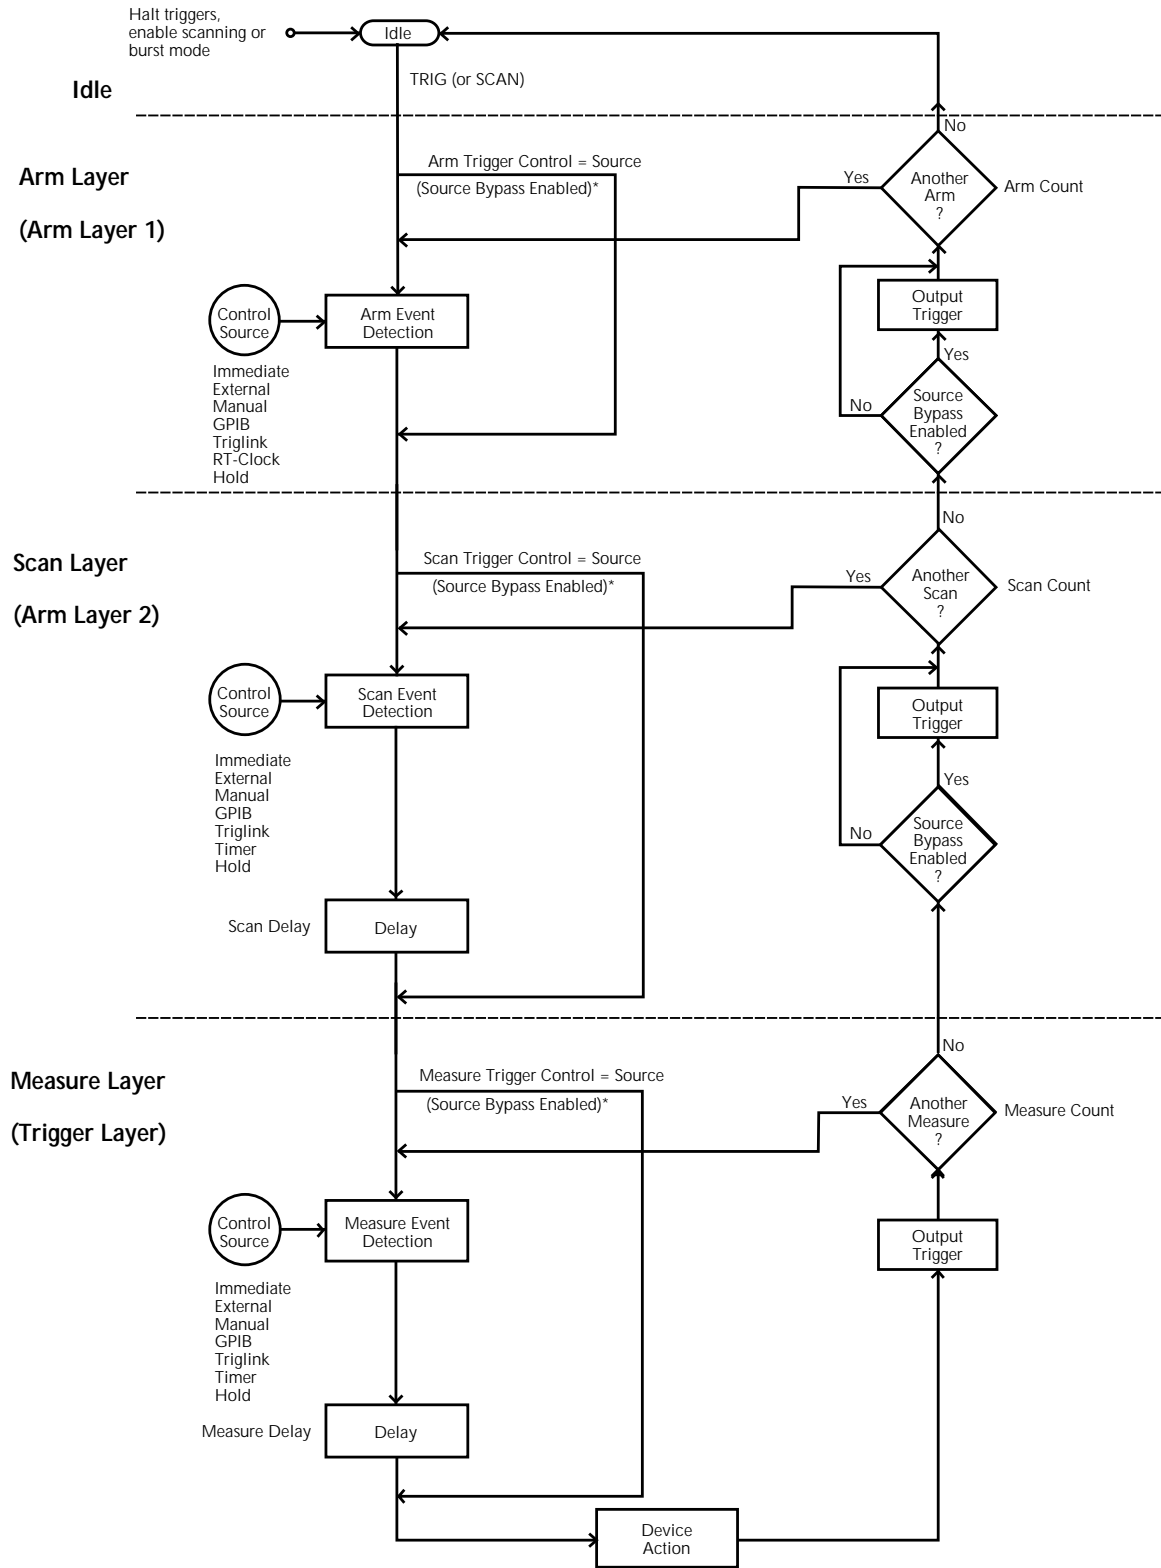 Halt triggers,
enable scanning or
burst mode
Idle
TRIG (or SCAN)
Idle
No
Arm Layer
(Arm Layer 1)
Arm Trigger Control = Source
(Source Bypass Enabled)*
Yes
Another
Arm
?
Arm Count
Control
Source
Arm Event
Detection
Output
Trigger
Immediate
External
Manual
GPIB
Triglink
RT-Clock
Hold
Yes
No
Source
Bypass
Enabled
?
No
Scan Layer
(Arm Layer 2)
Scan Trigger Control = Source
(Source Bypass Enabled)*
Yes
Another
Scan
?
Scan Count
Control
Source
Scan Event
Detection
Output
Trigger
Immediate
External
Manual
GPIB
Triglink
Timer
Hold
Yes
No
Source
Bypass
Enabled
?
Scan Delay
Delay
No
Measure Layer
(Trigger Layer)
Measure Trigger Control = Source
(Source Bypass Enabled)*
Yes
Another
Measure
?
Measure Count
Control
Source
Measure Event
Detection
Output
Trigger
Immediate
External
Manual
GPIB
Triglink
Timer
Hold
Measure Delay
Delay
Device
Action